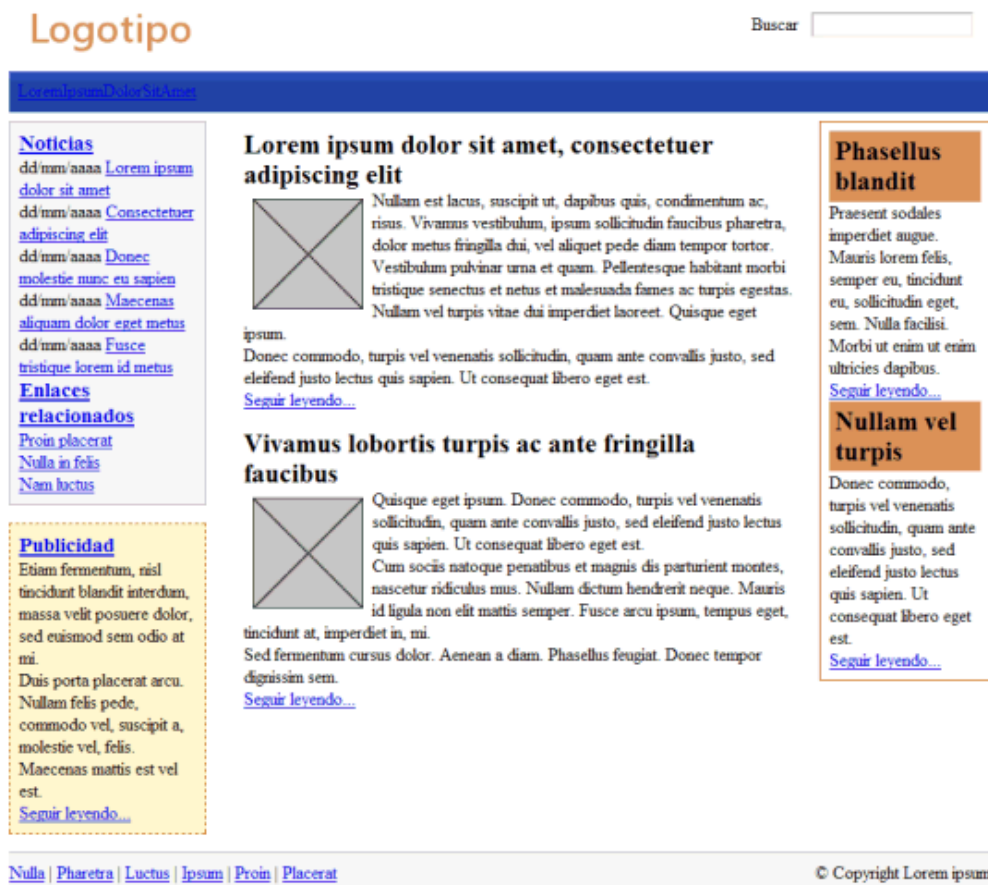 Logotipo
Buscar
LoremIpsumDolorSitAmet
Noticias
dd/mm/aaaa Lorem ipsum
dolor sit amet
dd/mm/aaaa Consectetuer
adipiscing elit
dd/mm/aaaa Donec
molestie nunc eu sapien
dd/mm/aaaa Maecenas
aliquam dolor eget metus
dd/mm/aaaa Fusce
tristique lorem id metus
Enlaces
relacionados
Proin placerat
Nulla in felis
Nam luctus
Publicidad
Etiam fermentum, nisl
tincidunt blandit interdum,
massa velit posuere dolor,
sed euismod sem odio at
mi.
Duis porta placerat arcu.
Nullam felis pede,
commodo vel, suscipit a,
molestie vel, felis.
Maecenas mattis est vel
est.
Seguir leyendo...
Lorem ipsum dolor sit amet, consectetuer
adipiscing elit
Nullam est lacus, suscipit ut, dapibus quis, condimentum ac,
risus. Vivamus vestibulum, ipsum sollicitudin faucibus pharetra,
dolor metus fringilla dui, vel aliquet pede diam tempor tortor.
Vestibulum pulvinar urna et quam. Pellentesque habitant morbi
tristique senectus et netus et malesuada fames ac turpis egestas.
Nullam vel turpis vitae dui imperdiet laoreet. Quisque eget
ipsum.
Donec commodo, turpis vel venenatis sollicitudin, quam ante convallis justo, sed
eleifend justo lectus quis sapien. Ut consequat libero eget est.
Seguir leyendo...
Vivamus lobortis turpis ac ante fringilla
faucibus
Quisque eget ipsum. Donec commodo, turpis vel venenatis
sollicitudin, quam ante convallis justo, sed eleifend justo lectus
quis sapien. Ut consequat libero eget est.
Cum sociis natoque penatibus et magnis dis parturient montes,
nascetur ridiculus mus. Nullam dictum hendrerit neque. Mauris
id ligula non elit mattis semper. Fusce arcu ipsum, tempus eget,
tincidunt at, imperdiet in, mi.
Sed fermentum cursus dolor. Aenean a diam. Phasellus feugiat. Donec tempor
dignissim sem.
Seguir leyendo...
Phasellus
blandit
Praesent sodales
imperdiet augue.
Mauris lorem felis,
semper eu, tincidunt
eu, sollicitudin eget,
sem. Nulla facilisi.
Morbi ut enim ut enim
ultricies dapibus.
Seguir leyendo...
Nullam vel
turpis
Donec commodo,
turpis vel venenatis
sollicitudin, quam ante
convallis justo, sed
eleifend justo lectus
quis sapien. Ut
consequat libero eget
est.
Seguir leyendo...
Nulla | Pharetra | Luctus | Ipsum | Proin | Placerat
© Copyright Lorem ipsum